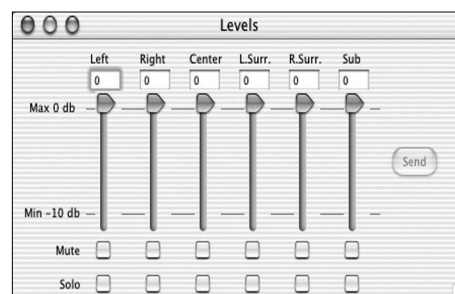 Levels
Left Right Center L.Surr. R.Surr. Sub
0 0 0 0 0 0
Max 0 db
Send
Min -10 db
Mute
Solo